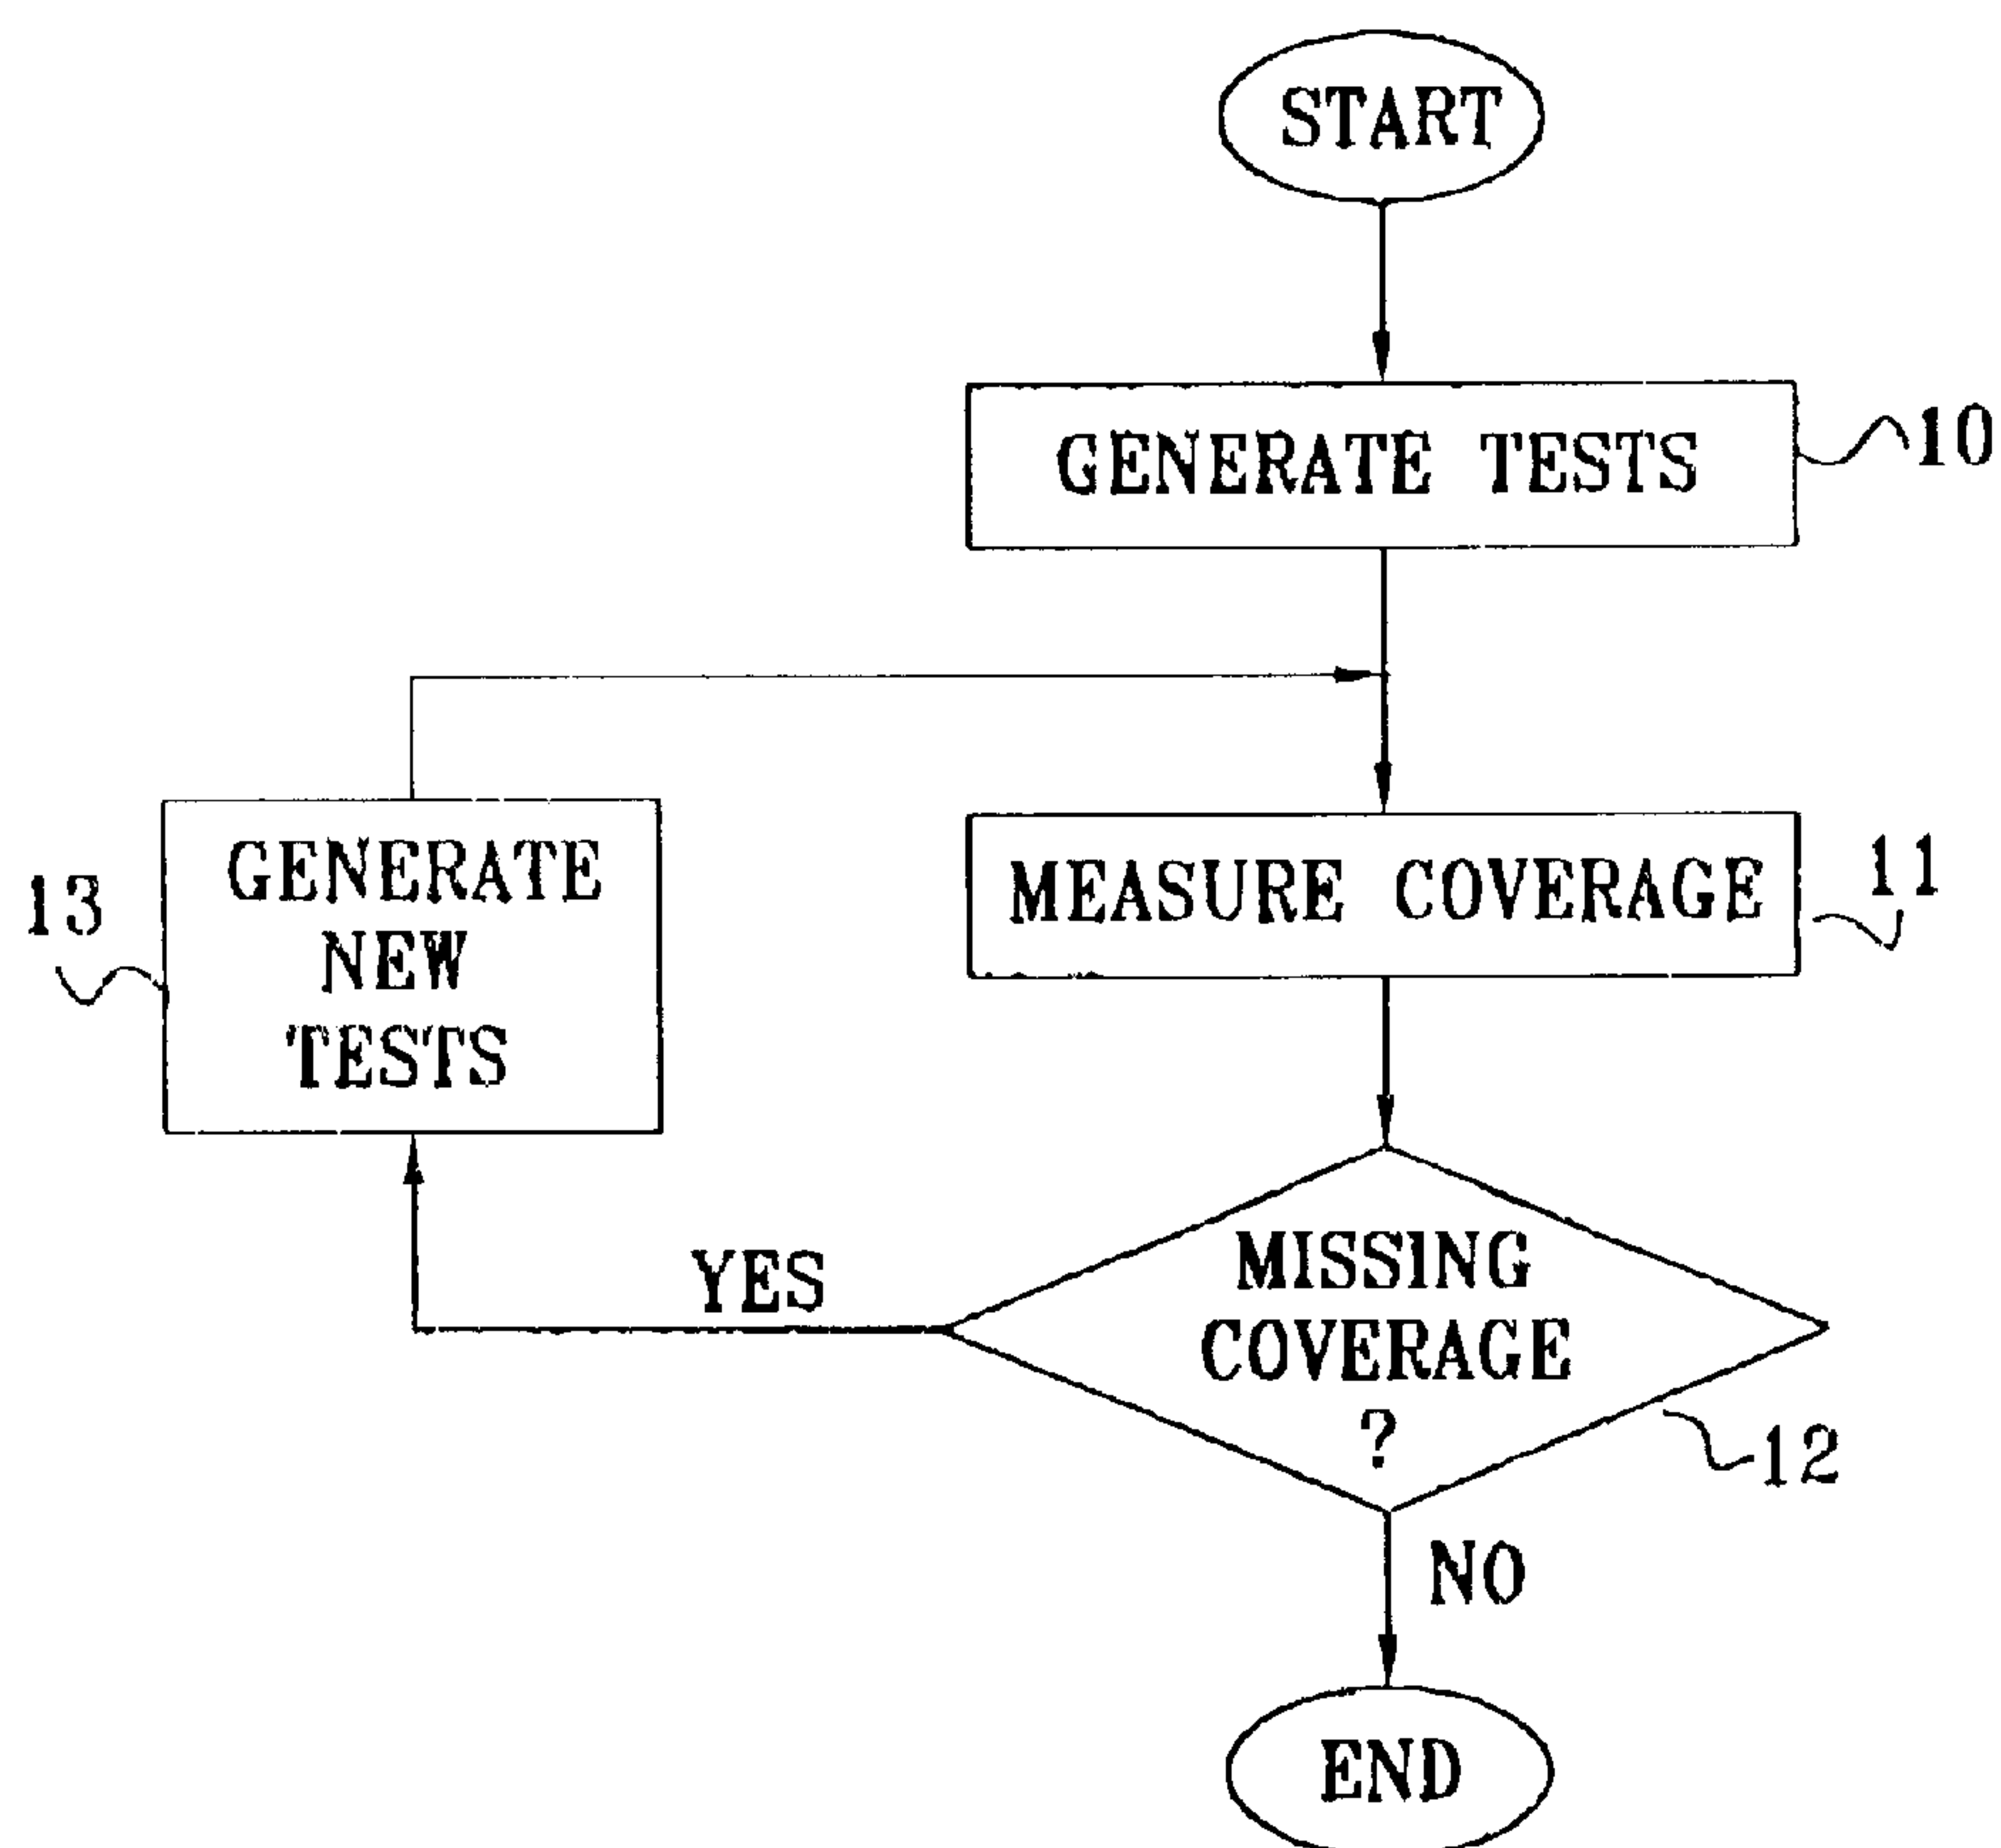 START
GENERATE TESTS
10
GENERATE
NEW
TESTS
13
MEASURE COVERAGE
11
MISSING
COVERAGE
?
12
YES
NO
END